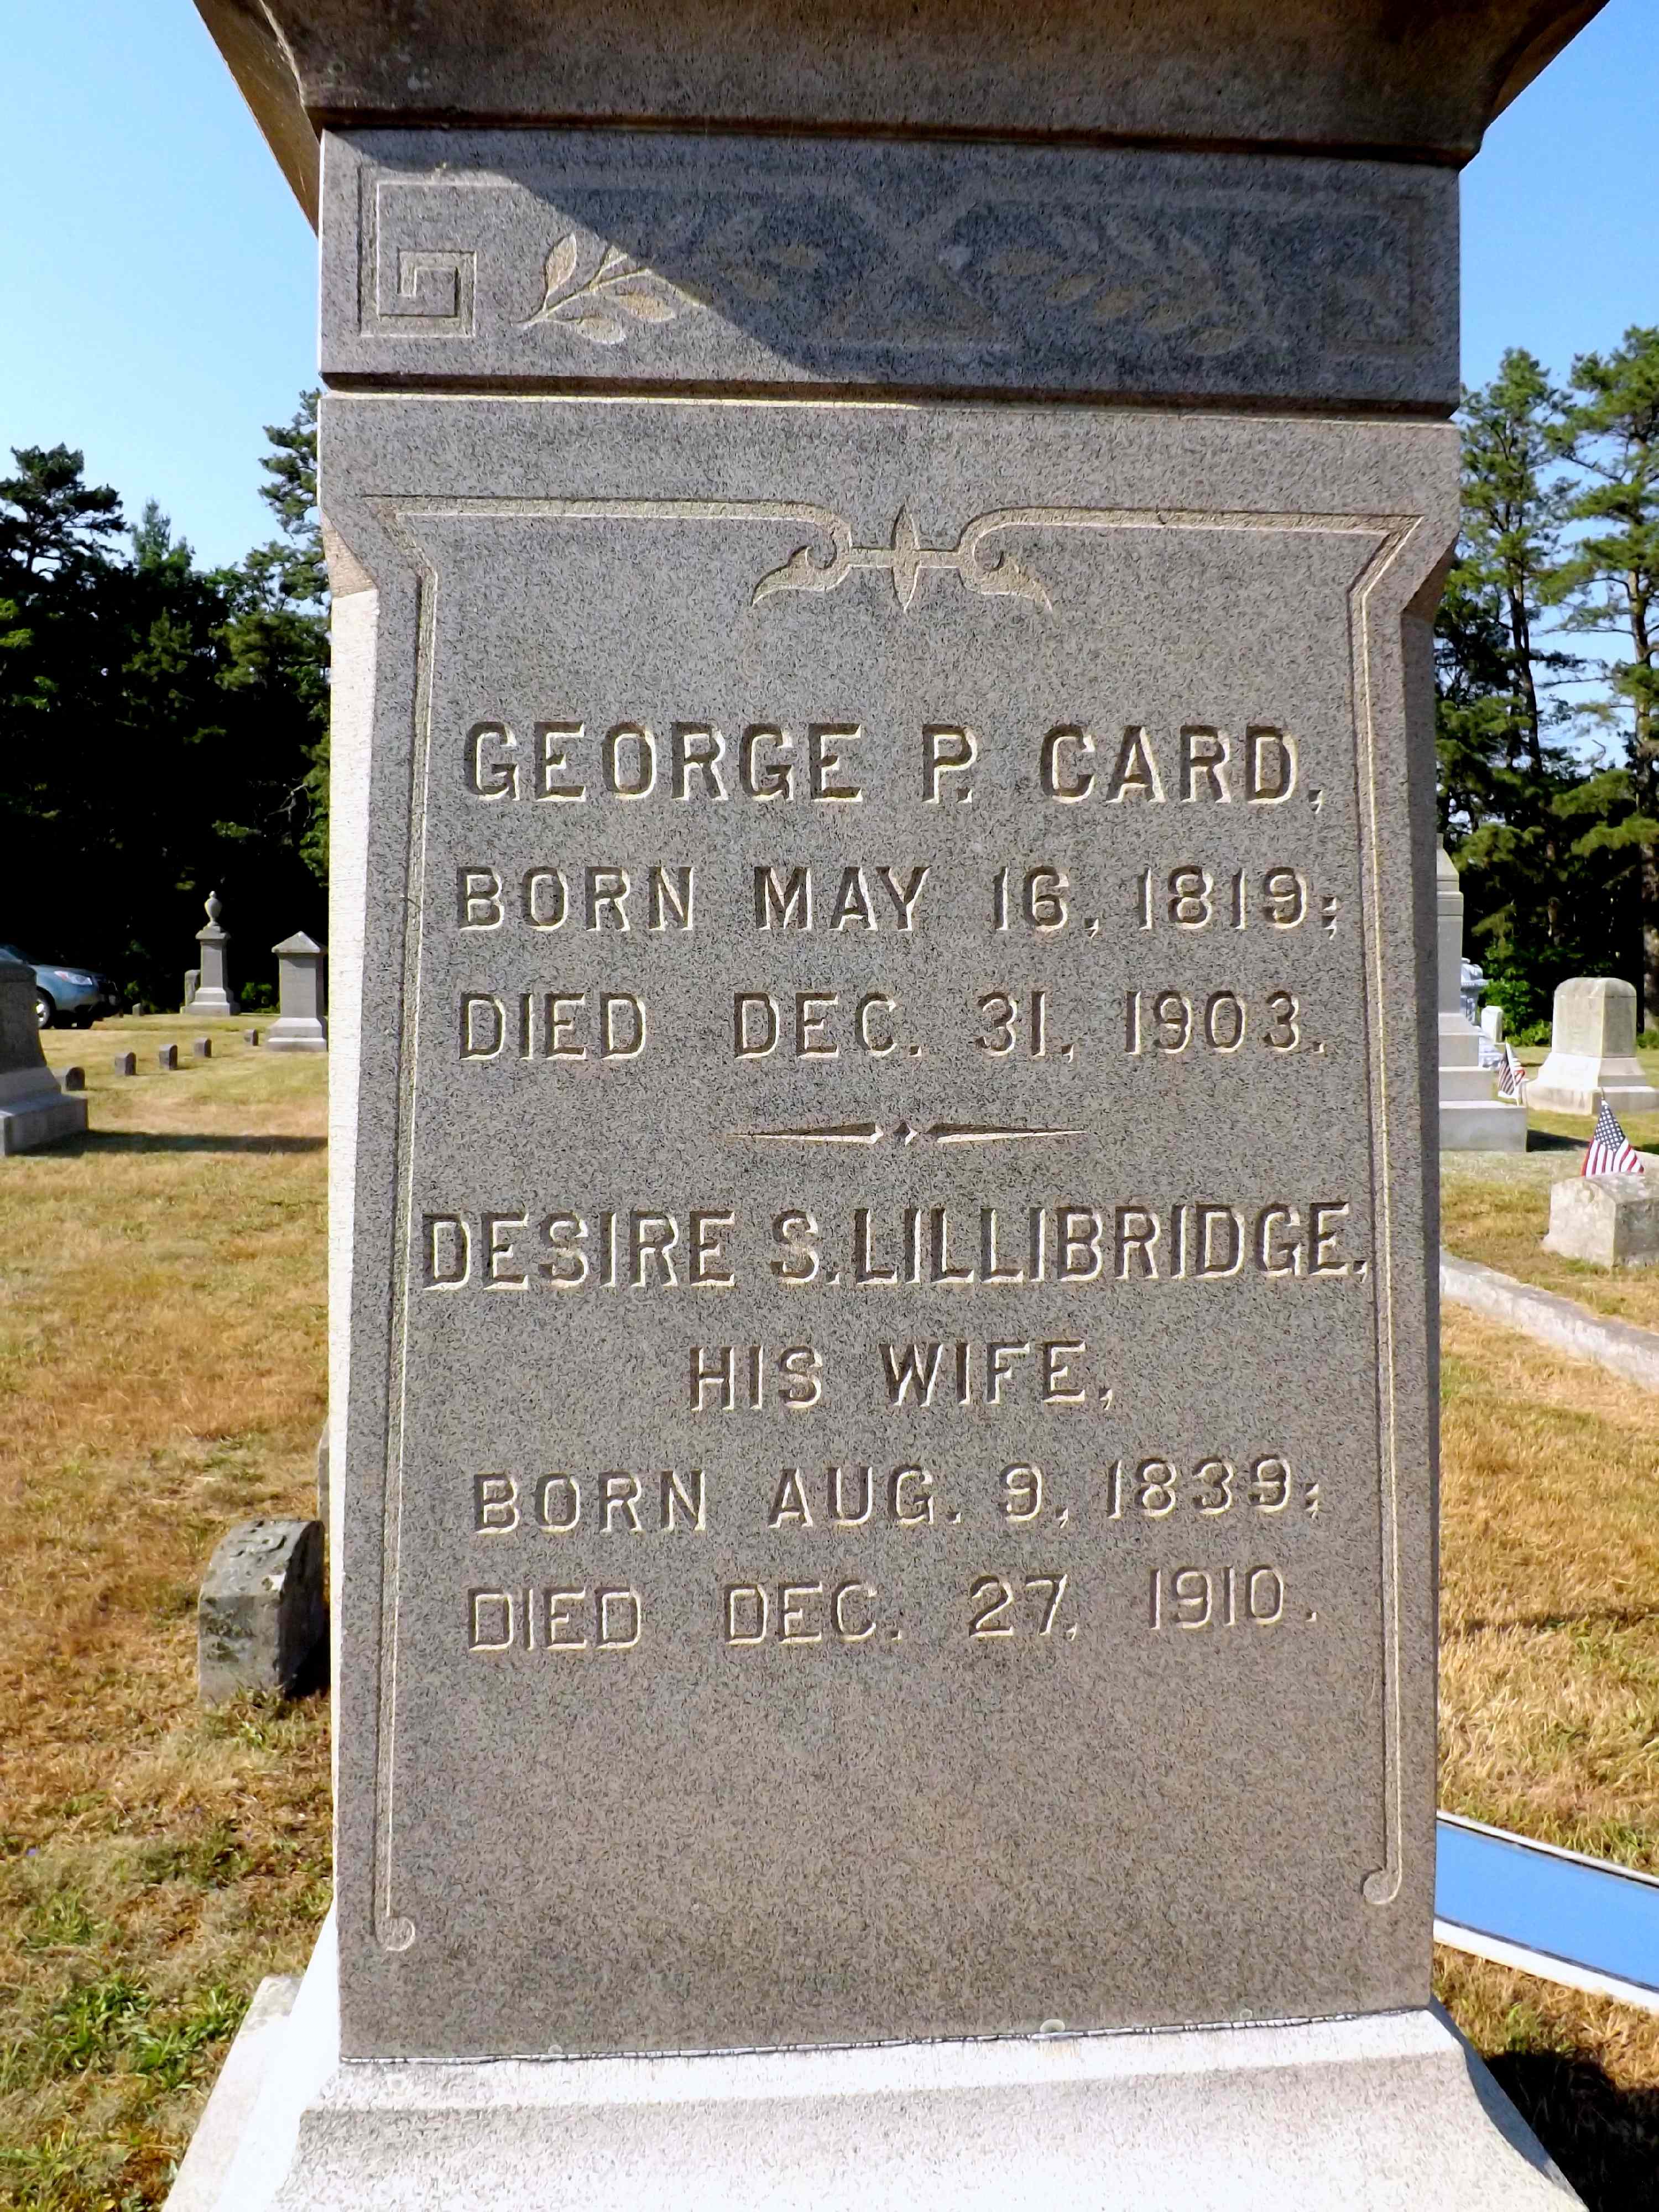 GEORGE P. CARD,
BORN MAY 16, 1819;
DIED DEC. 31, 1903.
DESIRE S. LILLIBRIDGE,
HIS WIFE,
BORN AUG. 9, 1839;
DIED DEC. 27, 1910.